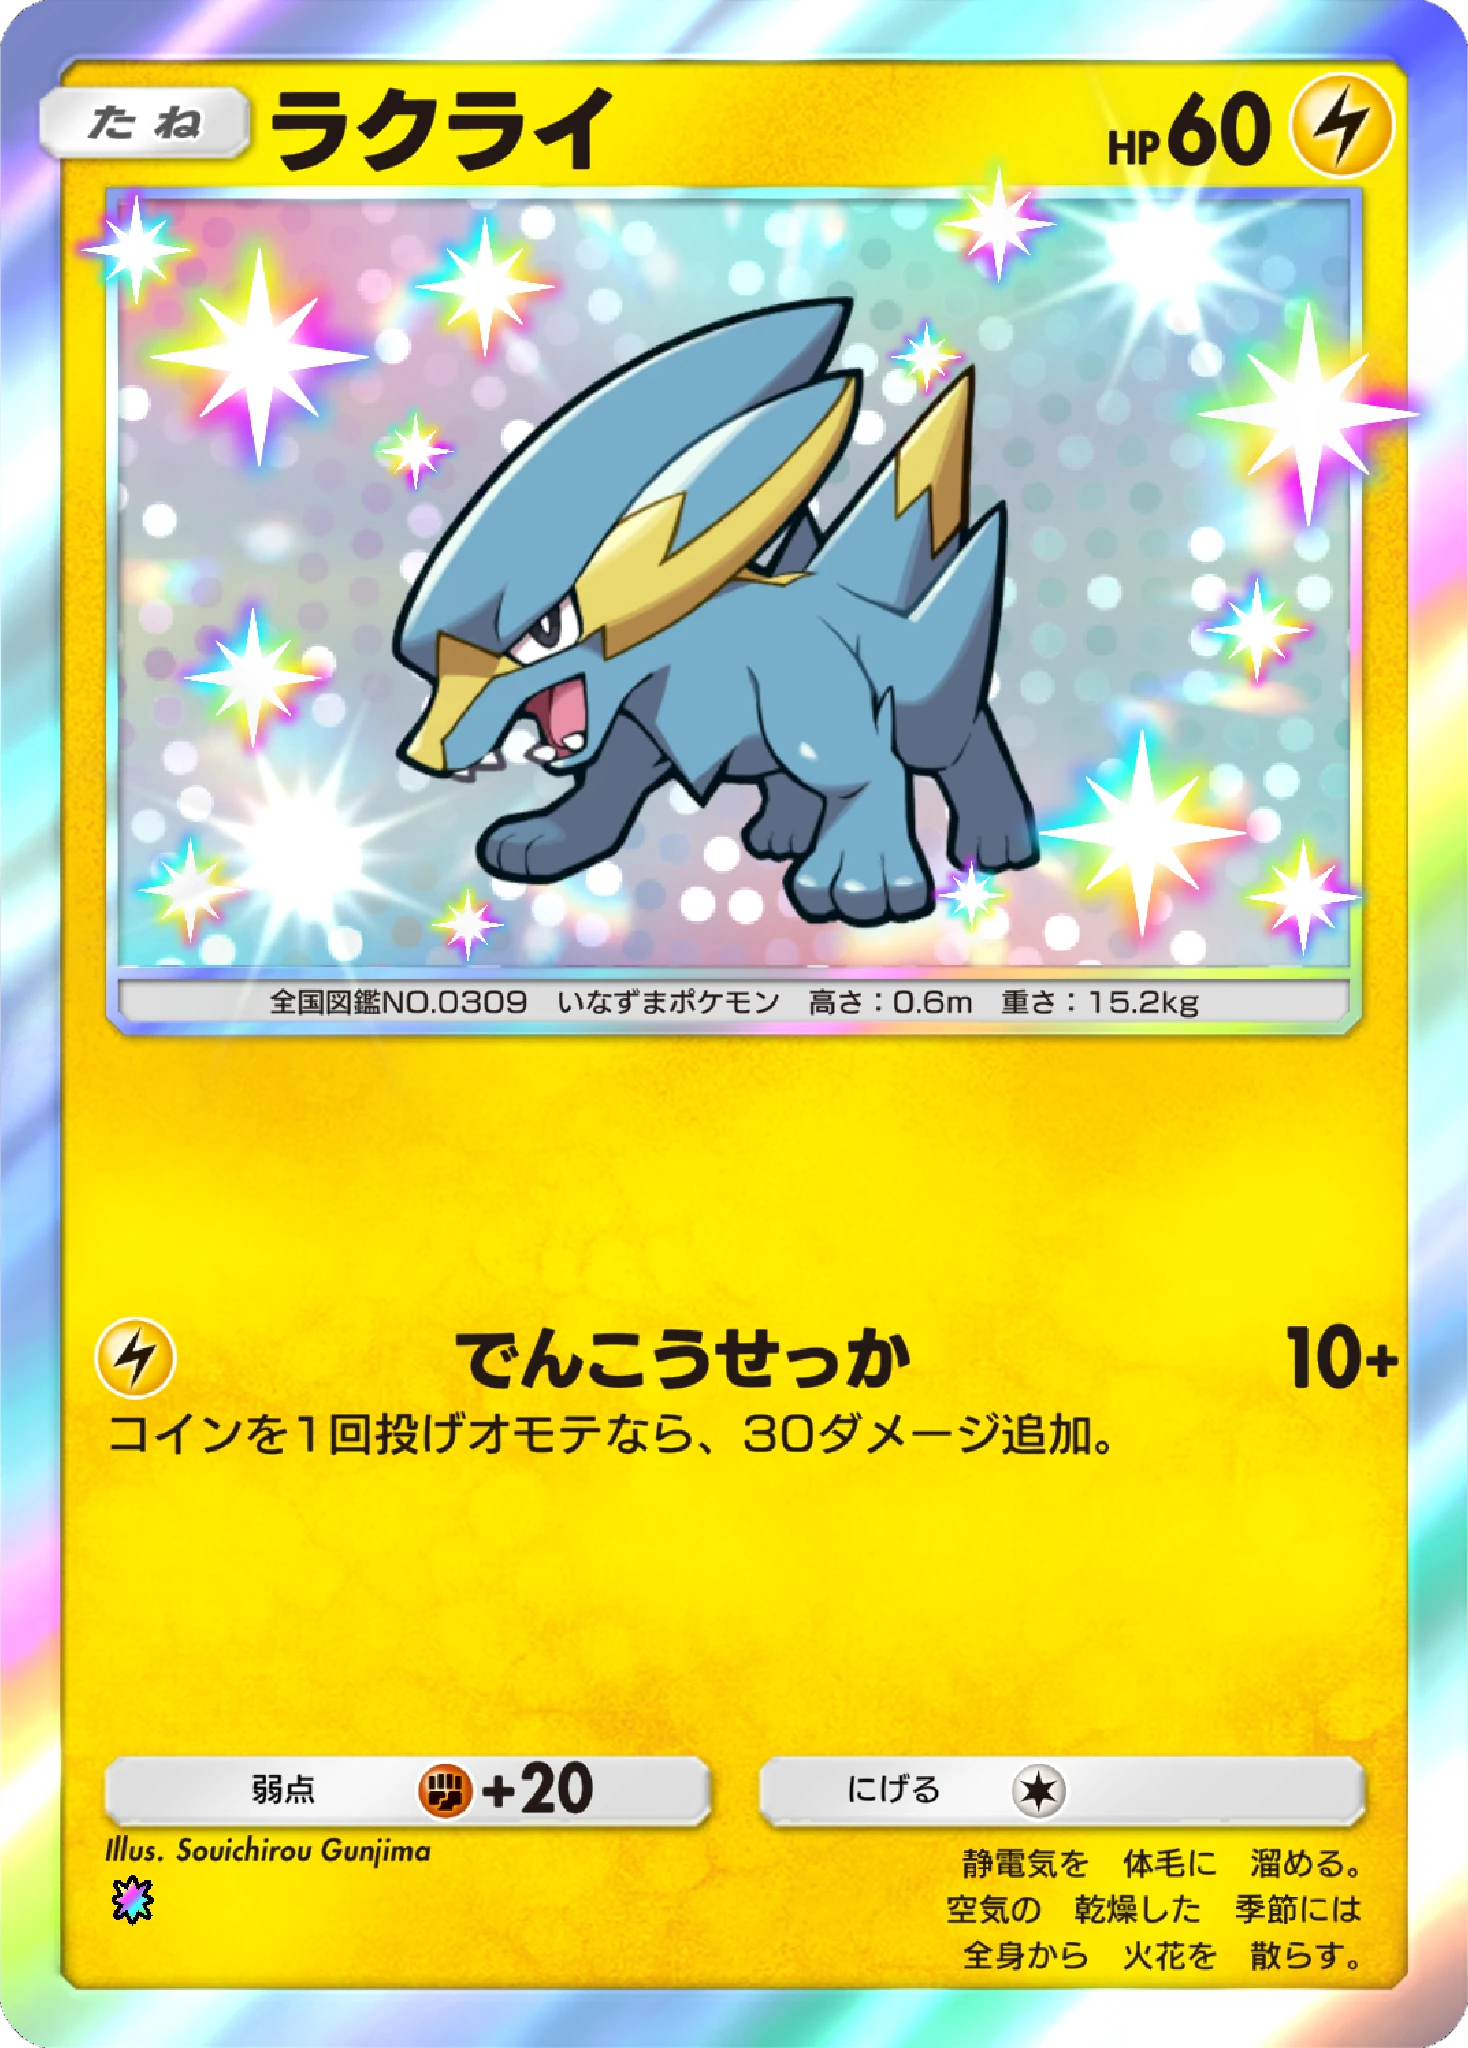 たね ラクライ HP60
全国図鑑NO.0309 いなずまポケモン 高さ：0.6m 重さ：15.2kg
でんこうせっか 10+
コインを1回投げオモテなら、30ダメージ追加。
弱点 +20 にげる
Illus. Souichirou Gunjima
静電気を 体毛に 溜める。
空気の 乾燥した 季節には
全身から 火花を 散らす。